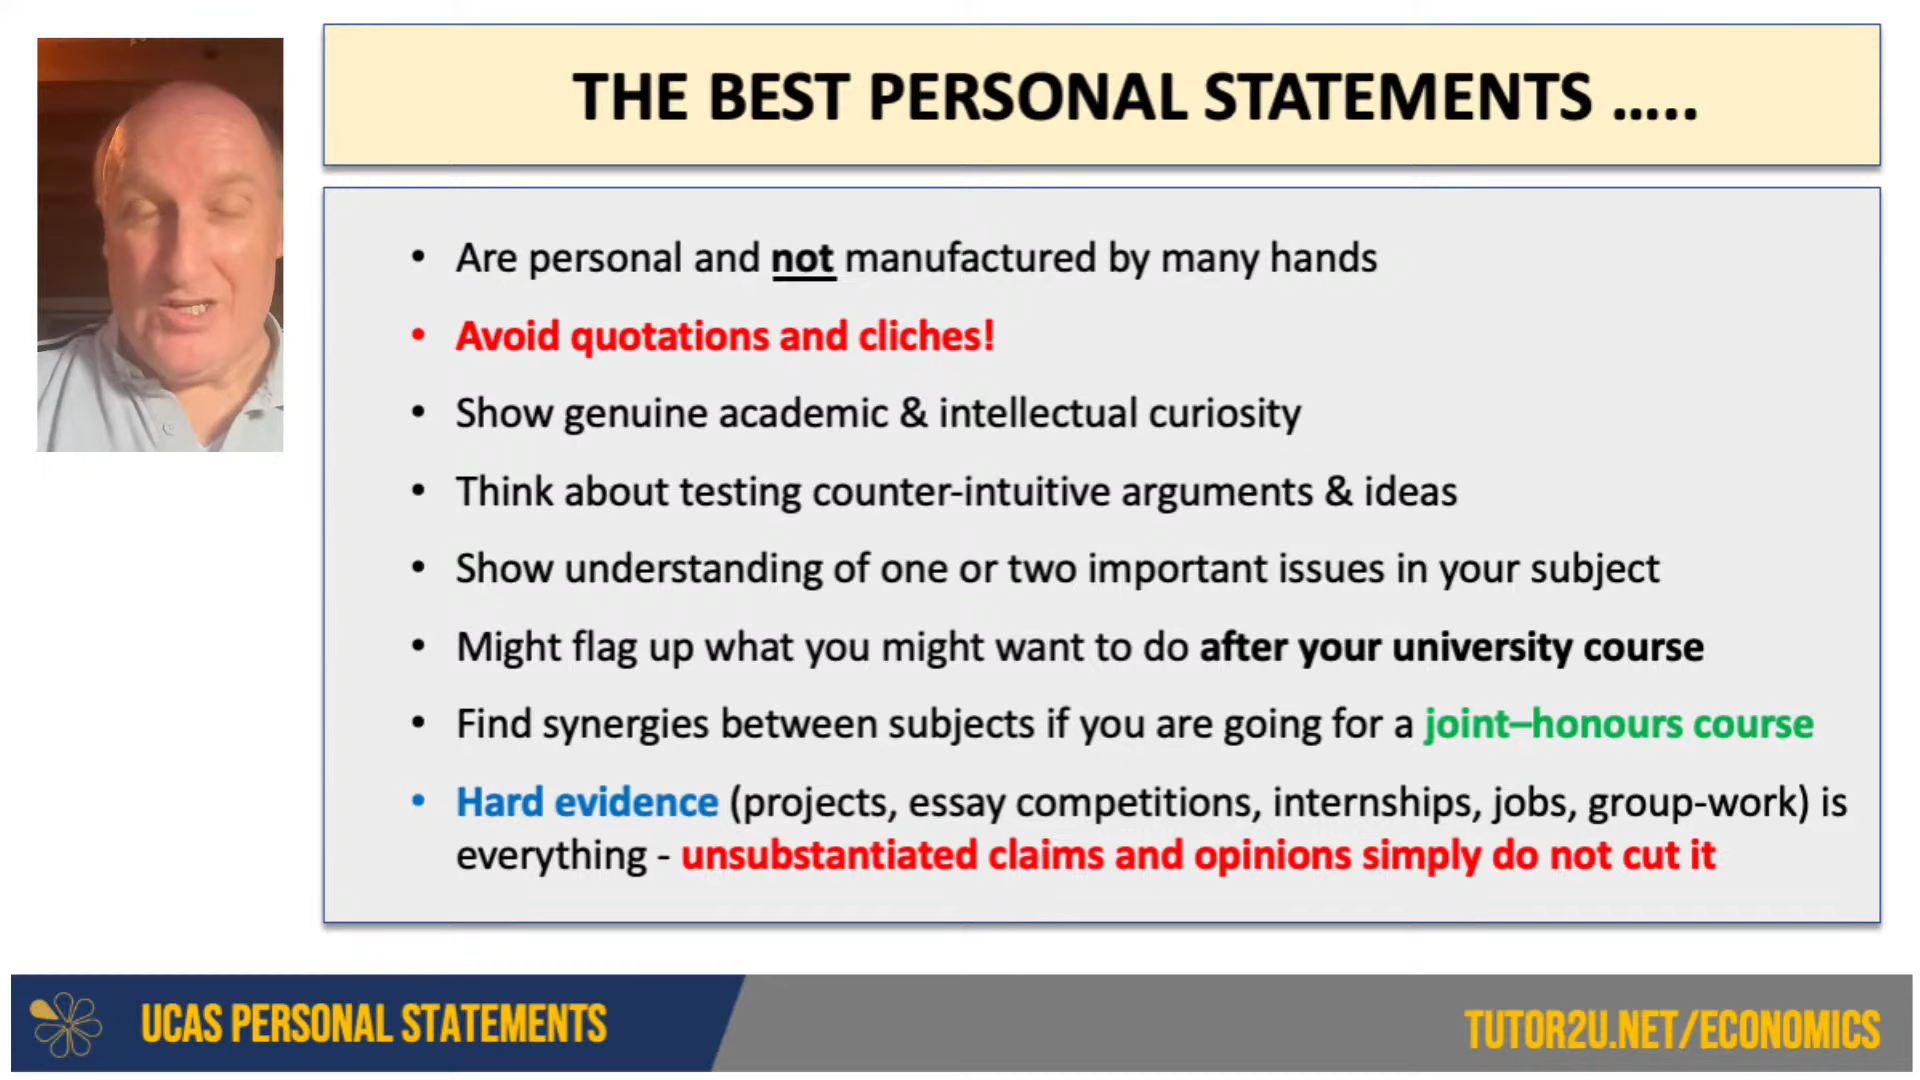 THE BEST PERSONAL STATEMENTS …..
• Are personal and not manufactured by many hands
• Avoid quotations and cliches!
• Show genuine academic & intellectual curiosity
• Think about testing counter-intuitive arguments & ideas
• Show understanding of one or two important issues in your subject
• Might flag up what you might want to do after your university course
• Find synergies between subjects if you are going for a joint–honours course
• Hard evidence (projects, essay competitions, internships, jobs, group-work) is
everything - unsubstantiated claims and opinions simply do not cut it
UCAS PERSONAL STATEMENTS
TUTOR2U.NET/ECONOMICS